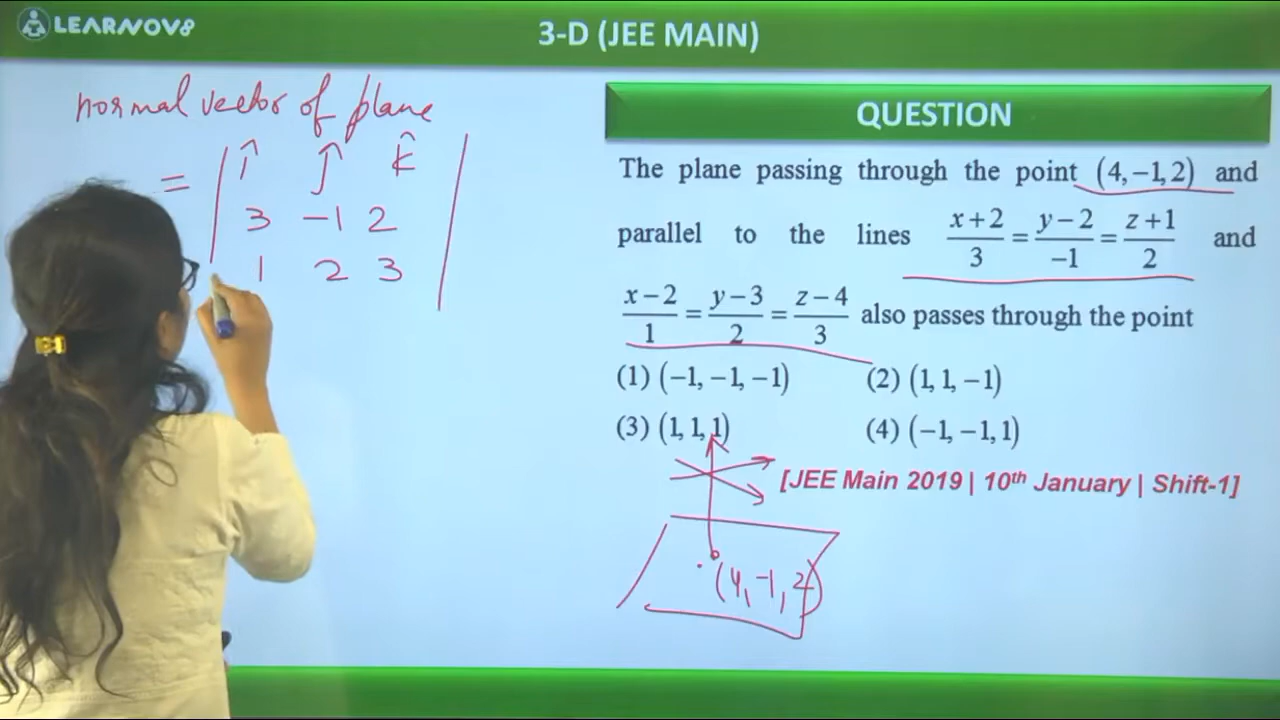 LEARNOV8
3-D (JEE MAIN)
normal vector of plane
= | î ĵ k̂ |
3 −1 2
1 2 3
QUESTION
The plane passing through the point (4,−1,2) and
parallel to the lines (x+2)/3 = (y−2)/−1 = (z+1)/2 and
(x−2)/1 = (y−3)/2 = (z−4)/3 also passes through the point
(1) (−1, −1, −1) (2) (1, 1, −1)
(3) (1, 1, 1) (4) (−1, −1, 1)
[JEE Main 2019 | 10th January | Shift-1]
(4, −1, 2)